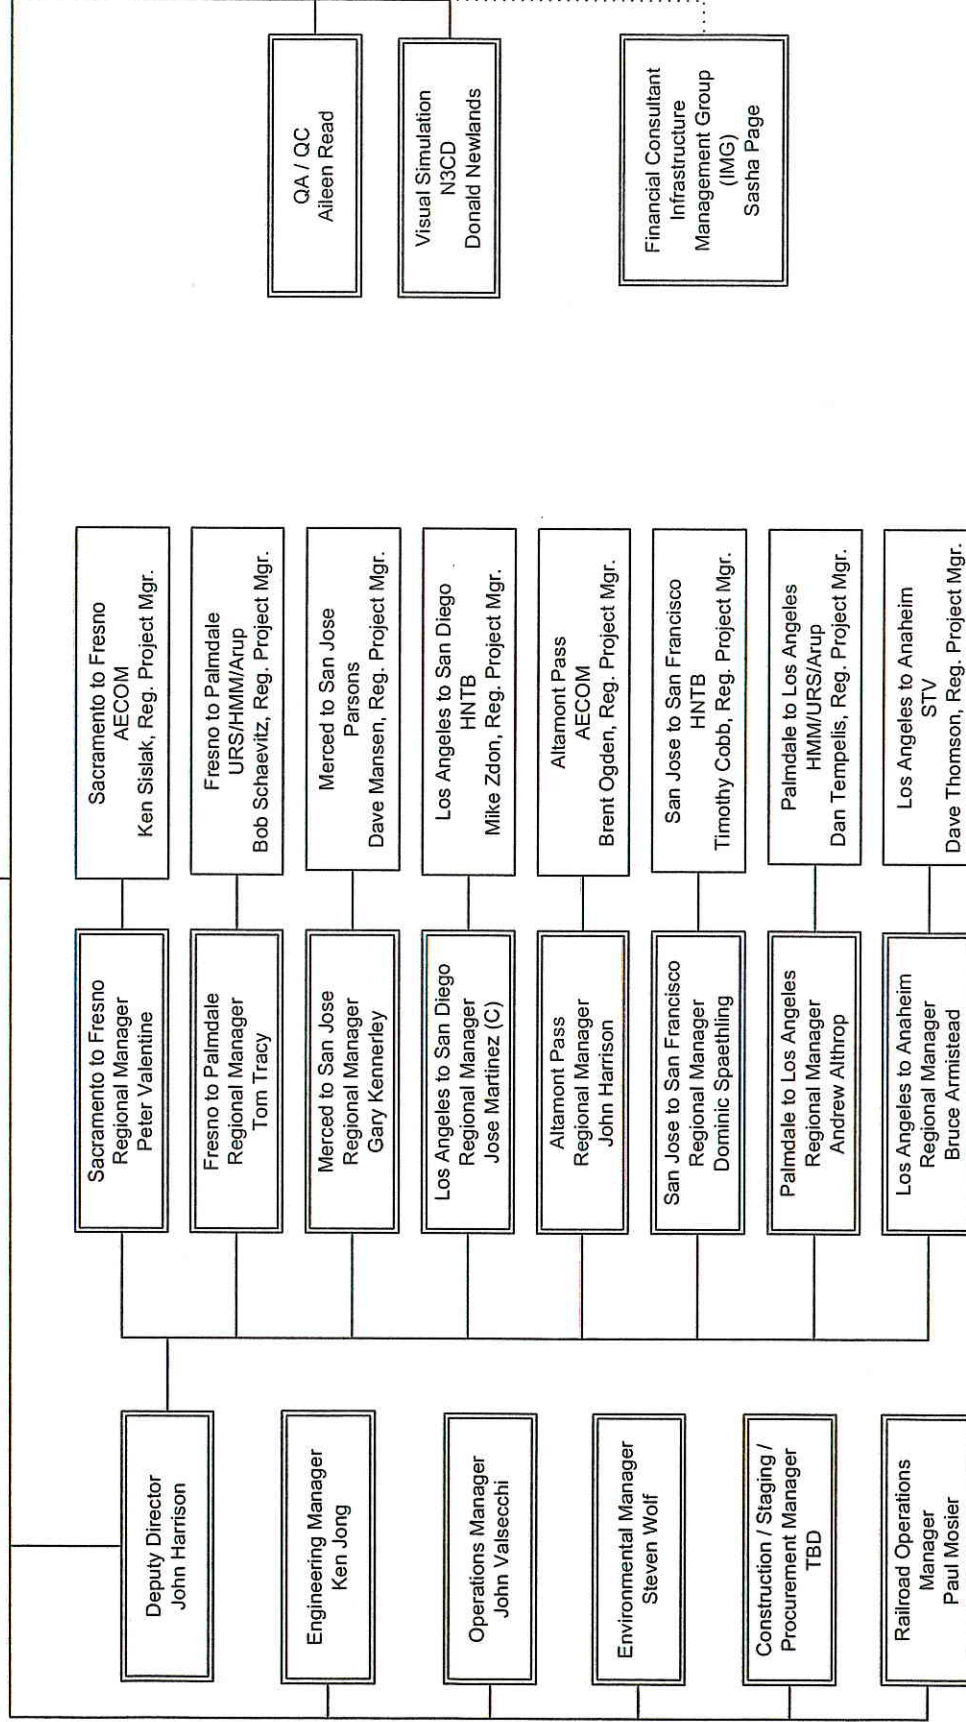 QA / QC
Aileen Read
Visual Simulation
N3CD
Donald Newlands
Financial Consultant
Infrastructure
Management Group
(IMG)
Sasha Page
Sacramento to Fresno
AECOM
Ken Sislak, Reg. Project Mgr.
Fresno to Palmdale
URS/HMM/Arup
Bob Schaevitz, Reg. Project Mgr.
Merced to San Jose
Parsons
Dave Mansen, Reg. Project Mgr.
Los Angeles to San Diego
HNTB
Mike Zdon, Reg. Project Mgr.
Altamont Pass
AECOM
Brent Ogden, Reg. Project Mgr.
San Jose to San Francisco
HNTB
Timothy Cobb, Reg. Project Mgr.
Palmdale to Los Angeles
HMM/URS/Arup
Dan Tempelis, Reg. Project Mgr.
Los Angeles to Anaheim
STV
Dave Thomson, Reg. Project Mgr.
Sacramento to Fresno
Regional Manager
Peter Valentine
Fresno to Palmdale
Regional Manager
Tom Tracy
Merced to San Jose
Regional Manager
Gary Kennerley
Los Angeles to San Diego
Regional Manager
Jose Martinez (C)
Altamont Pass
Regional Manager
John Harrison
San Jose to San Francisco
Regional Manager
Dominic Spaethling
Palmdale to Los Angeles
Regional Manager
Andrew Althrop
Los Angeles to Anaheim
Regional Manager
Bruce Armistead
Deputy Director
John Harrison
Engineering Manager
Ken Jong
Operations Manager
John Valsecchi
Environmental Manager
Steven Wolf
Construction / Staging /
Procurement Manager
TBD
Railroad Operations
Manager
Paul Mosier